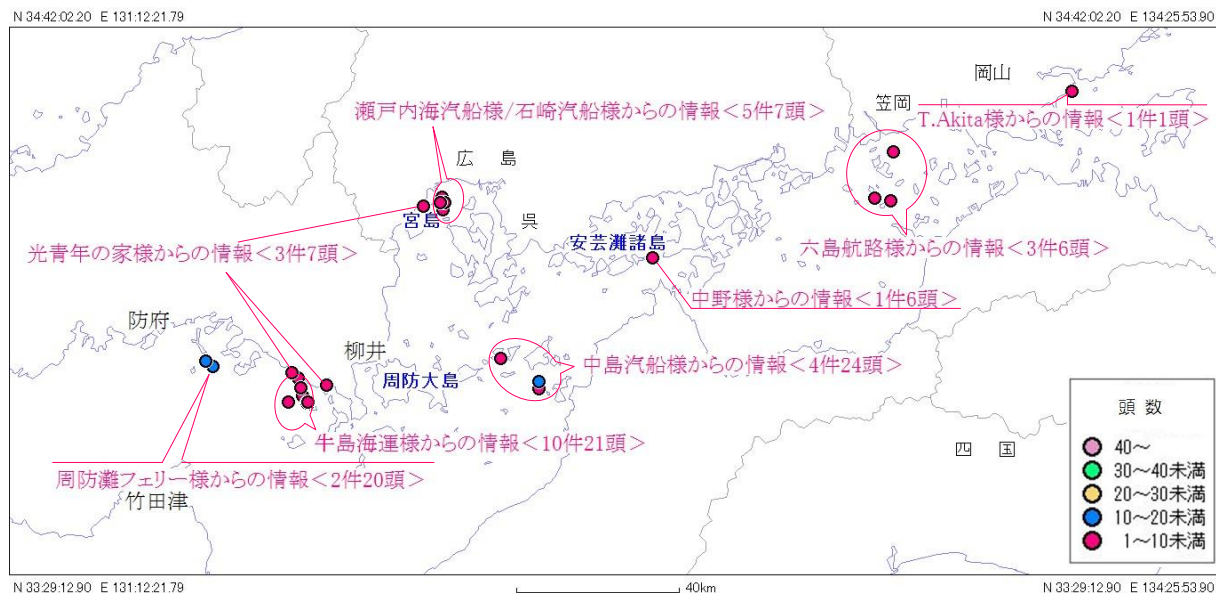 N 34:42:02.20 E 131:12:21.79
N 34:42:02.20 E 134:25:53.90
岡山
瀬戸内海汽船様/石崎汽船様からの情報＜5件7頭＞
笠岡
T.Akita様からの情報＜1件1頭＞
広島
宮島
呉
安芸灘諸島
光青年の家様からの情報＜3件7頭＞
六島航路様からの情報＜3件6頭＞
中野様からの情報＜1件6頭＞
防府
柳井
周防大島
中島汽船様からの情報＜4件24頭＞
頭数
牛島海運様からの情報＜10件21頭＞
40～
四国
30～40未満
周防灘フェリー様からの情報＜2件20頭＞
20～30未満
竹田津
10～20未満
1～10未満
N 33:29:12.90 E 131:12:21.79
40km
N 33:29:12.90 E 134:25:53.90